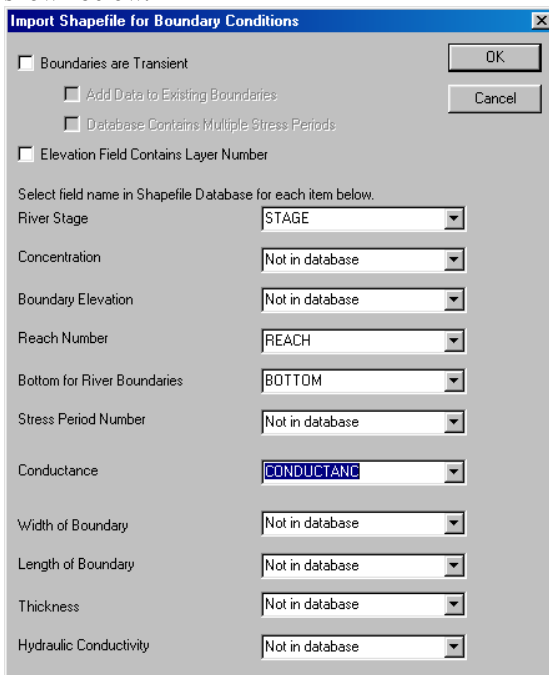 Import Shapefile for Boundary Conditions
Boundaries are Transient
OK
Add Data to Existing Boundaries
Cancel
Database Contains Multiple Stress Periods
Elevation Field Contains Layer Number
Select field name in Shapefile Database for each item below.
River Stage STAGE
Concentration Not in database
Boundary Elevation Not in database
Reach Number REACH
Bottom for River Boundaries BOTTOM
Stress Period Number Not in database
Conductance CONDUCTANC
Width of Boundary Not in database
Length of Boundary Not in database
Thickness Not in database
Hydraulic Conductivity Not in database